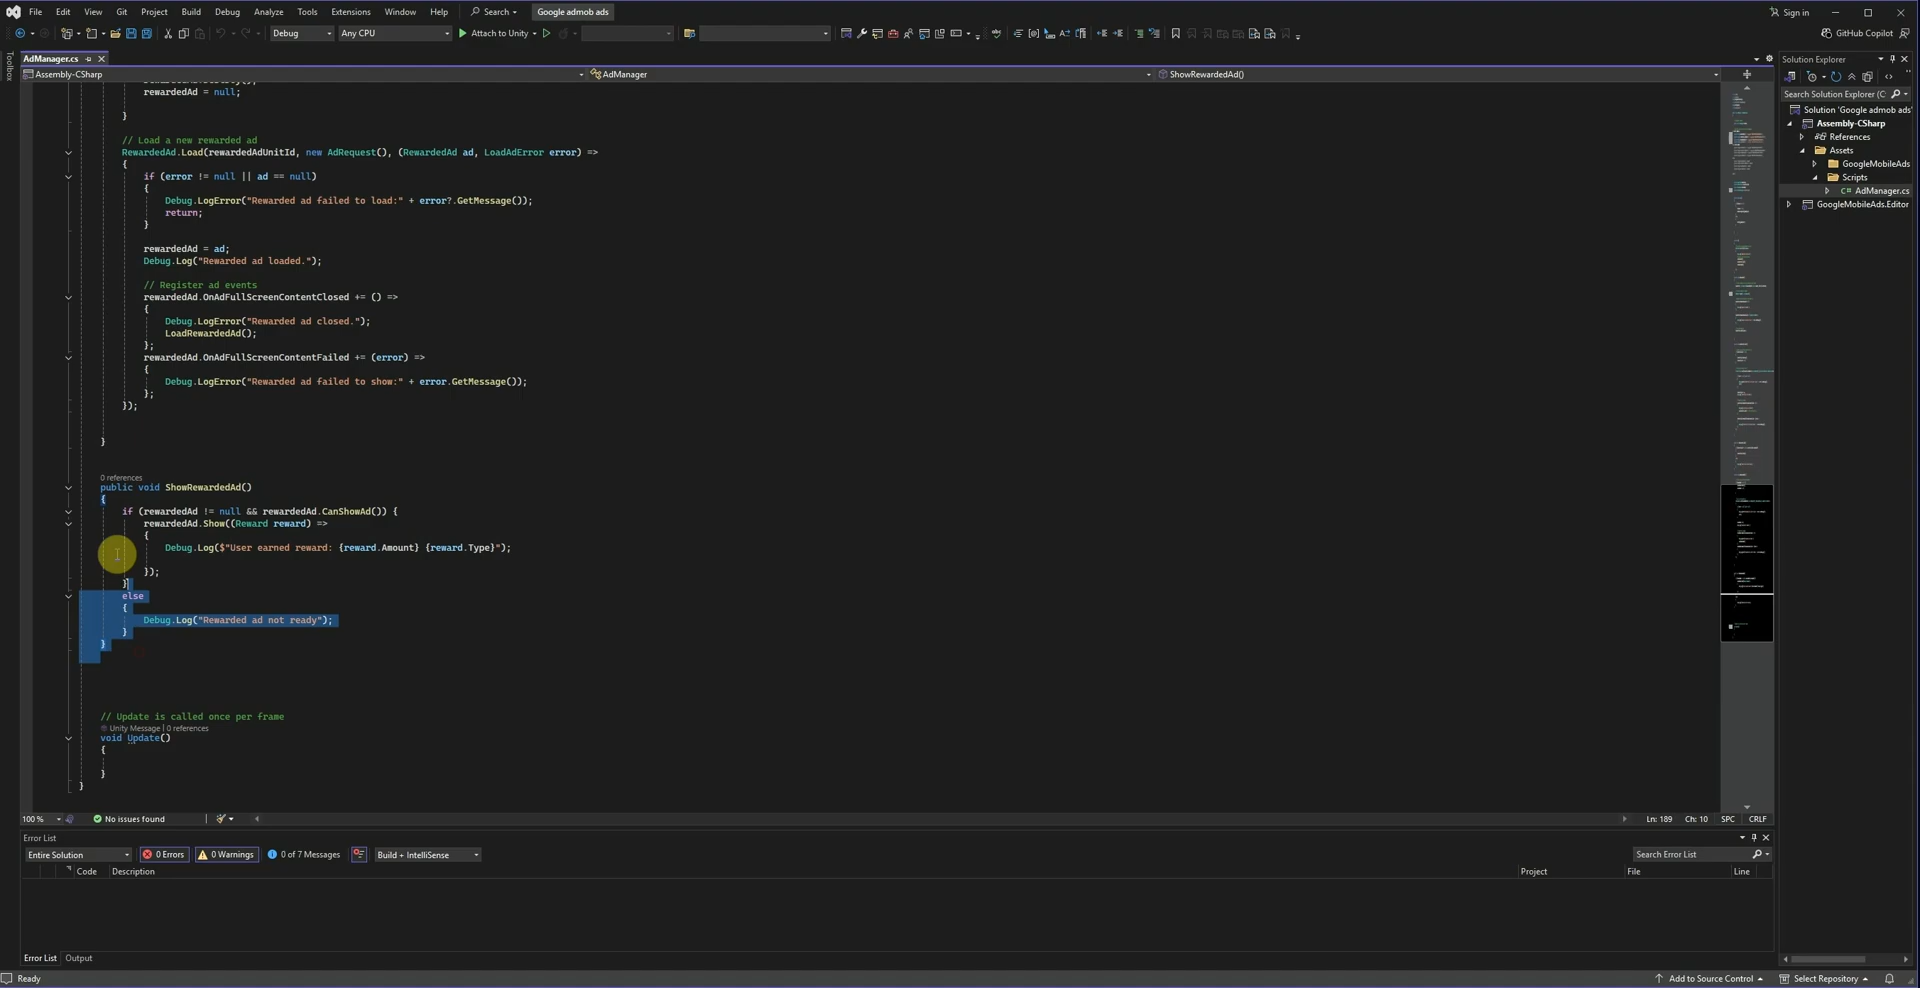 File Edit View Git Project Build Debug Analyze Tools Extensions Window Help Search Google admob ads Sign in
Debug Any CPU Attach to Unity GitHub Copilot
Toolbox
AdManager.cs
Assembly-CSharp AdManager ShowRewardedAd()
rewardedAd = null;
}
// Load a new rewarded ad
RewardedAd.Load(rewardedAdUnitId, new AdRequest(), (RewardedAd ad, LoadAdError error) =>
{
if (error != null || ad == null)
{
Debug.LogError("Rewarded ad failed to load:" + error?.GetMessage());
return;
}
rewardedAd = ad;
Debug.Log("Rewarded ad loaded.");
// Register ad events
rewardedAd.OnAdFullScreenContentClosed += () =>
{
Debug.LogError("Rewarded ad closed.");
LoadRewardedAd();
};
rewardedAd.OnAdFullScreenContentFailed += (error) =>
{
Debug.LogError("Rewarded ad failed to show:" + error.GetMessage());
};
});
}
0 references
public void ShowRewardedAd()
{
if (rewardedAd != null && rewardedAd.CanShowAd()) {
rewardedAd.Show((Reward reward) =>
{
Debug.Log($"User earned reward: {reward.Amount} {reward.Type}");
});
}
else
{
Debug.Log("Rewarded ad not ready");
}
}
// Update is called once per frame
Unity Message | 0 references
void Update()
{
}
}
100 % No issues found Ln: 189 Ch: 10 SPC CRLF
Error List
Entire Solution 0 Errors 0 Warnings 0 of 7 Messages Build + IntelliSense Search Error List
Code Description Project File Line
Error List Output
Ready Add to Source Control Select Repository
Solution Explorer
Search Solution Explorer (C
Solution 'Google admob ads'
Assembly-CSharp
References
Assets
GoogleMobileAds
Scripts
C# AdManager.cs
GoogleMobileAds.Editor